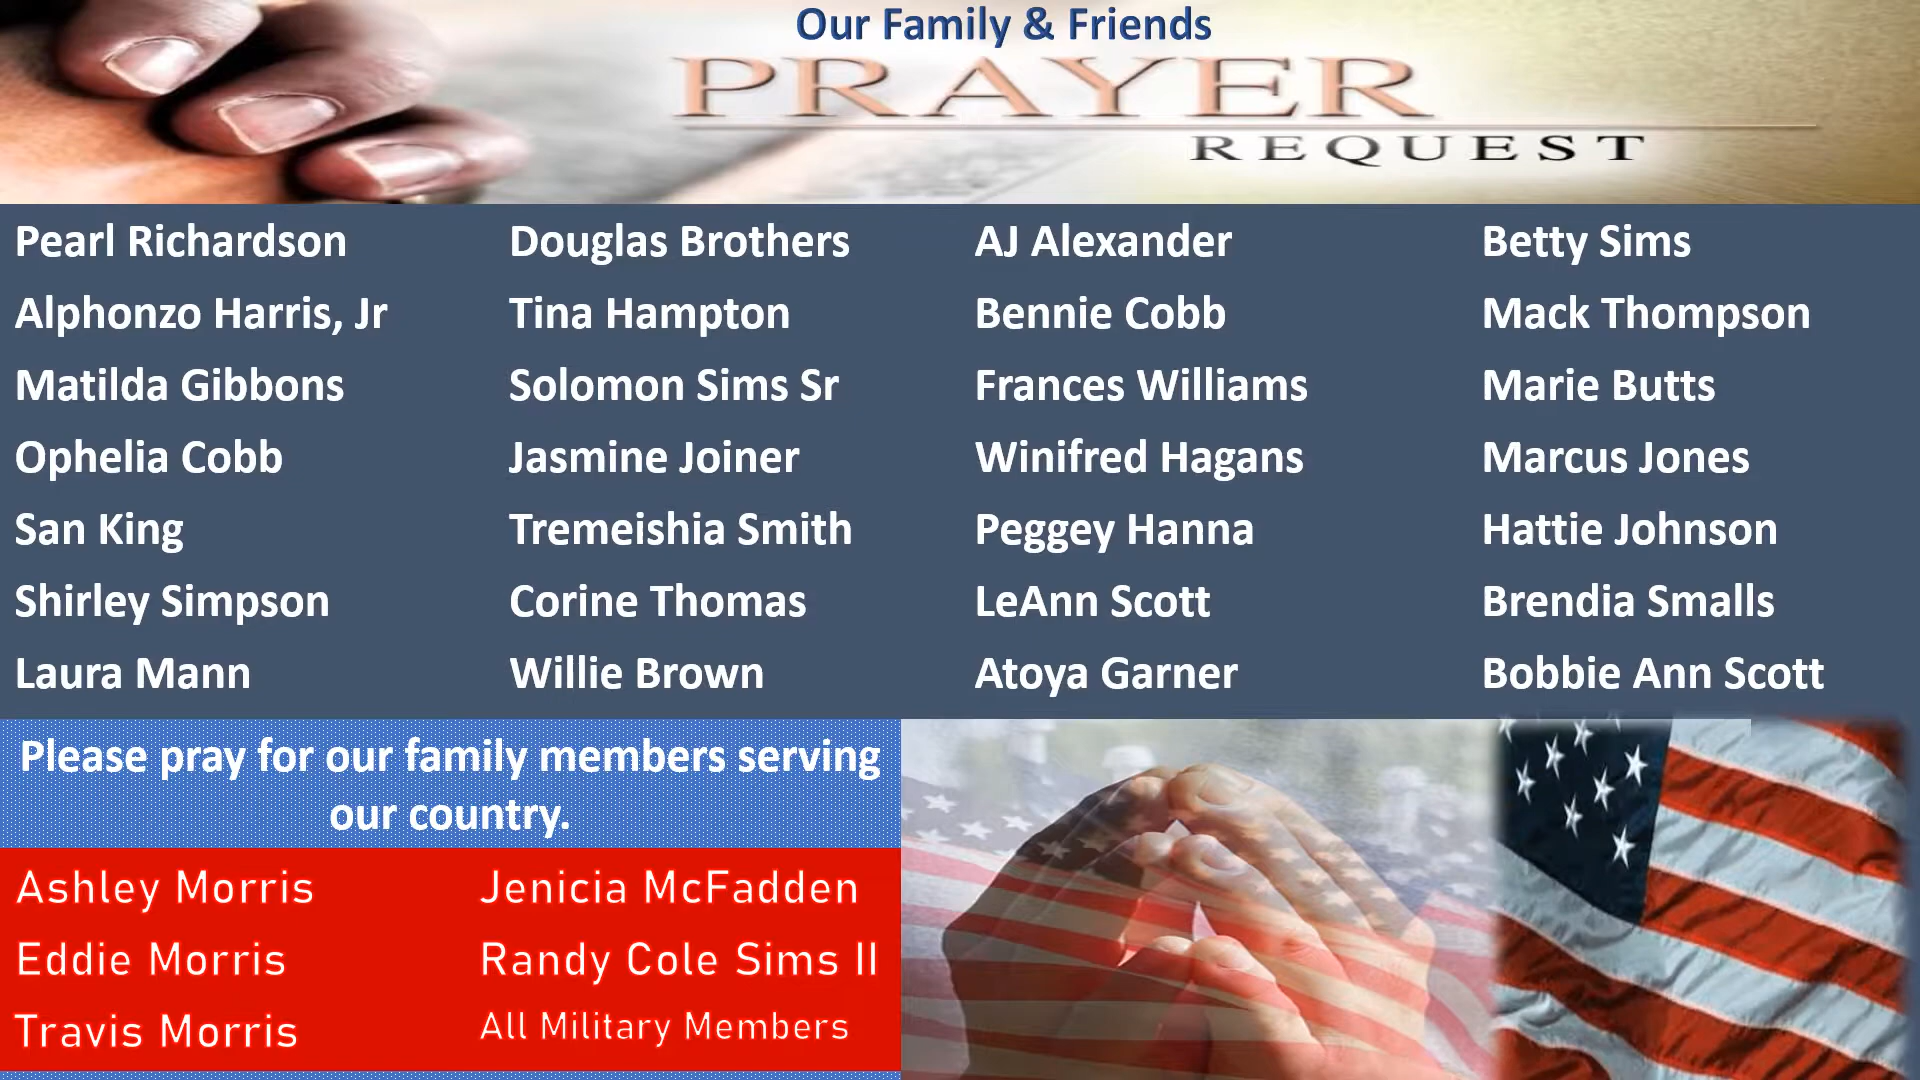 Our Family & Friends
PRAYER
REQUEST
Pearl Richardson Douglas Brothers AJ Alexander Betty Sims
Alphonzo Harris, Jr Tina Hampton Bennie Cobb Mack Thompson
Matilda Gibbons Solomon Sims Sr Frances Williams Marie Butts
Ophelia Cobb Jasmine Joiner Winifred Hagans Marcus Jones
San King Tremeishia Smith Peggey Hanna Hattie Johnson
Shirley Simpson Corine Thomas LeAnn Scott Brendia Smalls
Laura Mann Willie Brown Atoya Garner Bobbie Ann Scott
Please pray for our family members serving
our country.
Ashley Morris Jenicia McFadden
Eddie Morris Randy Cole Sims II
Travis Morris All Military Members